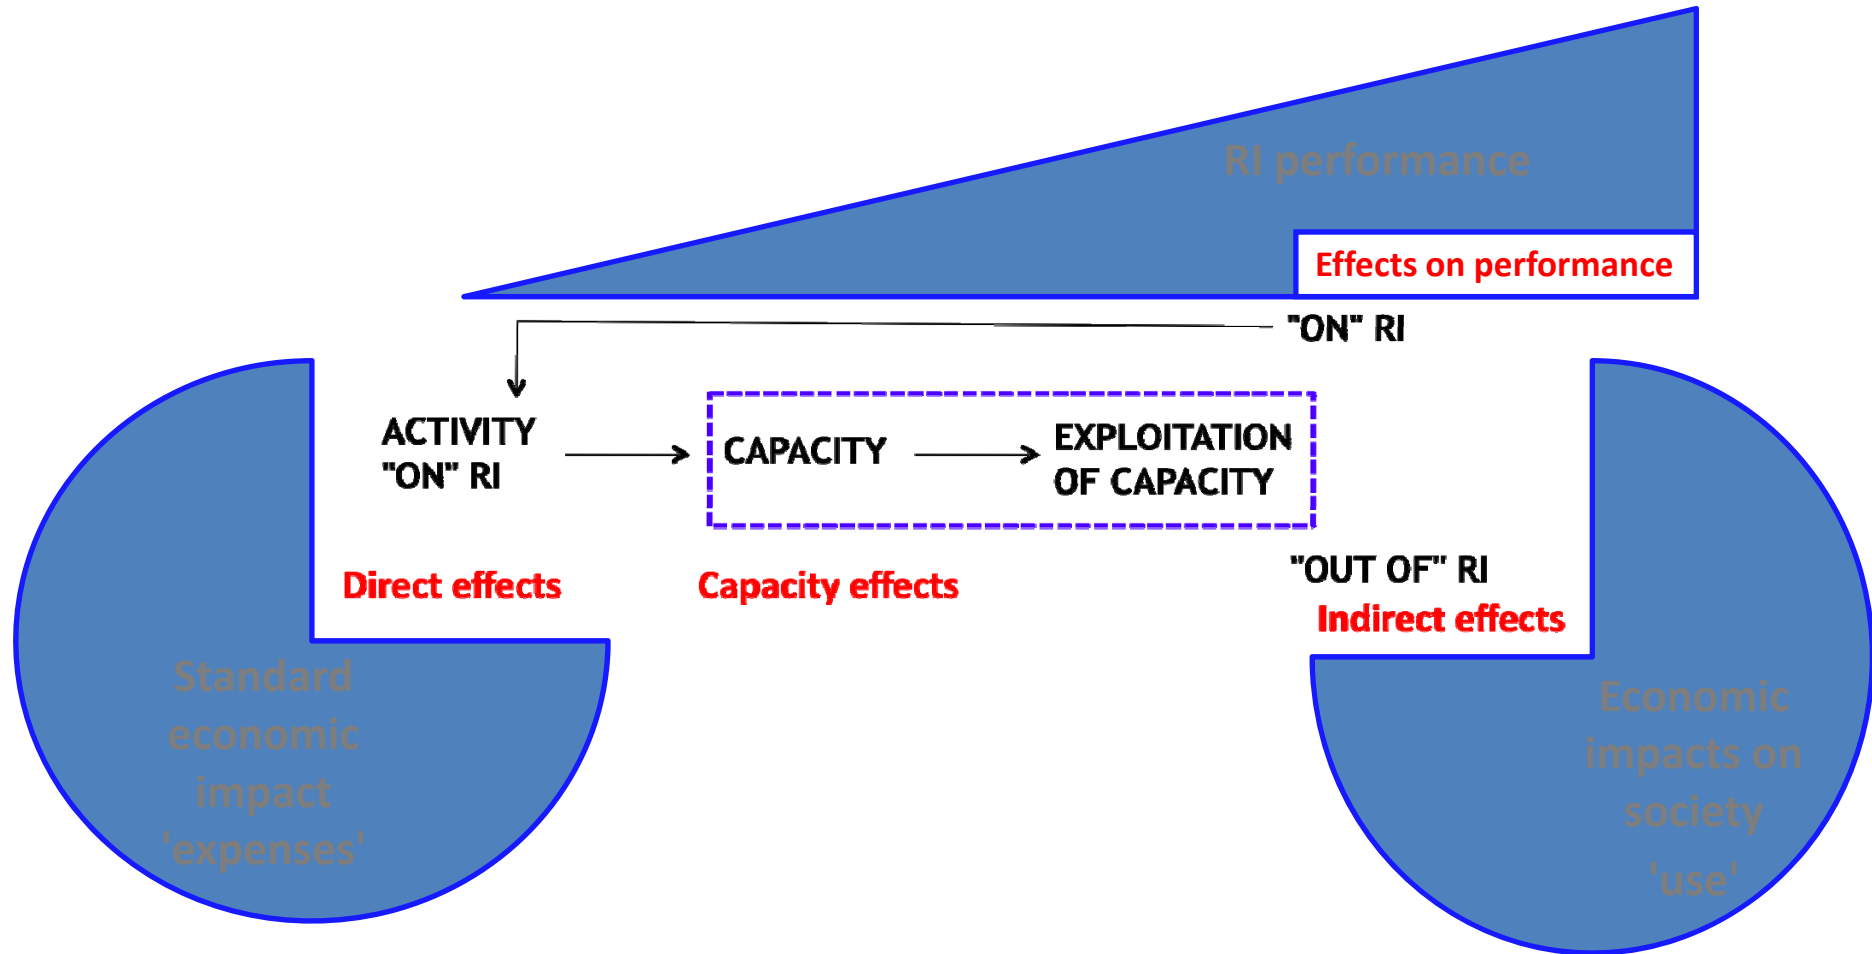 RI performance
Effects on performance
"ON" RI
ACTIVITY
"ON" RI
CAPACITY
EXPLOITATION
OF CAPACITY
Direct effects
Capacity effects
"OUT OF" RI
Indirect effects
Standard
economic
impact
'expenses'
Economic
impacts on
society
'use'